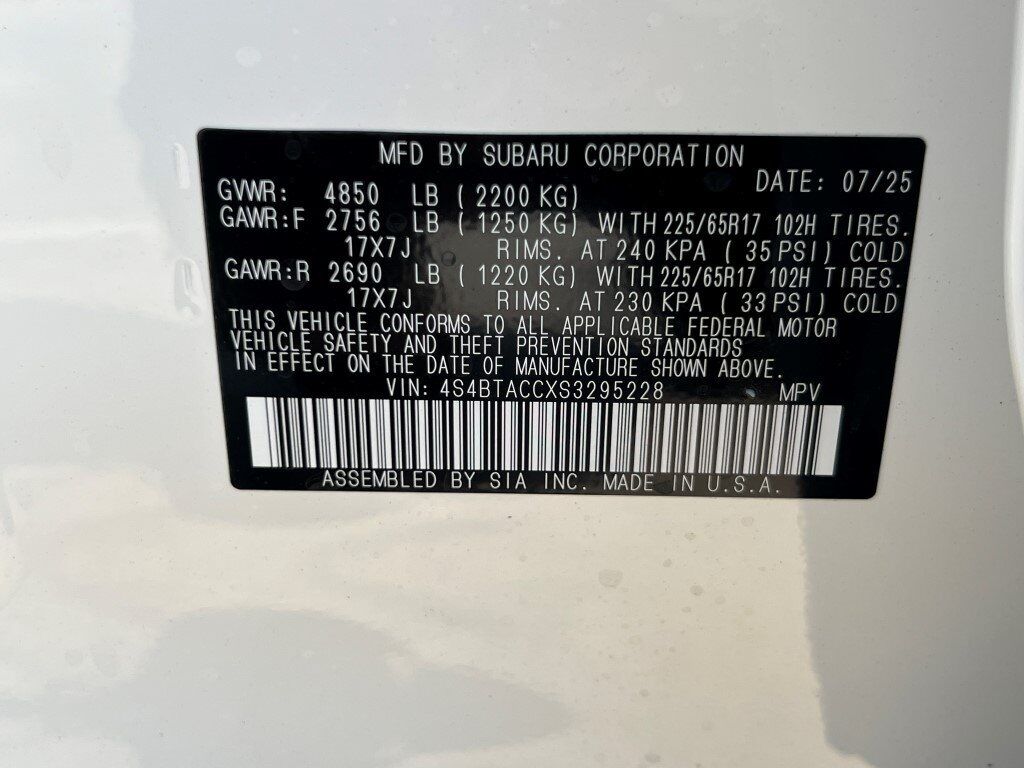 MFD BY SUBARU CORPORATION
DATE: 07/25
GVWR: 4850 LB ( 2200 KG)
GAWR:F 2756 LB ( 1250 KG) WITH 225/65R17 102H TIRES.
17X7J RIMS. AT 240 KPA ( 35 PSI) COLD
GAWR:R 2690 LB ( 1220 KG) WITH 225/65R17 102H TIRES.
17X7J RIMS. AT 230 KPA ( 33 PSI) COLD
THIS VEHICLE CONFORMS TO ALL APPLICABLE FEDERAL MOTOR
VEHICLE SAFETY AND THEFT PREVENTION STANDARDS
IN EFFECT ON THE DATE OF MANUFACTURE SHOWN ABOVE.
VIN: 4S4BTACCXS3295228 MPV
ASSEMBLED BY SIA INC. MADE IN U.S.A.